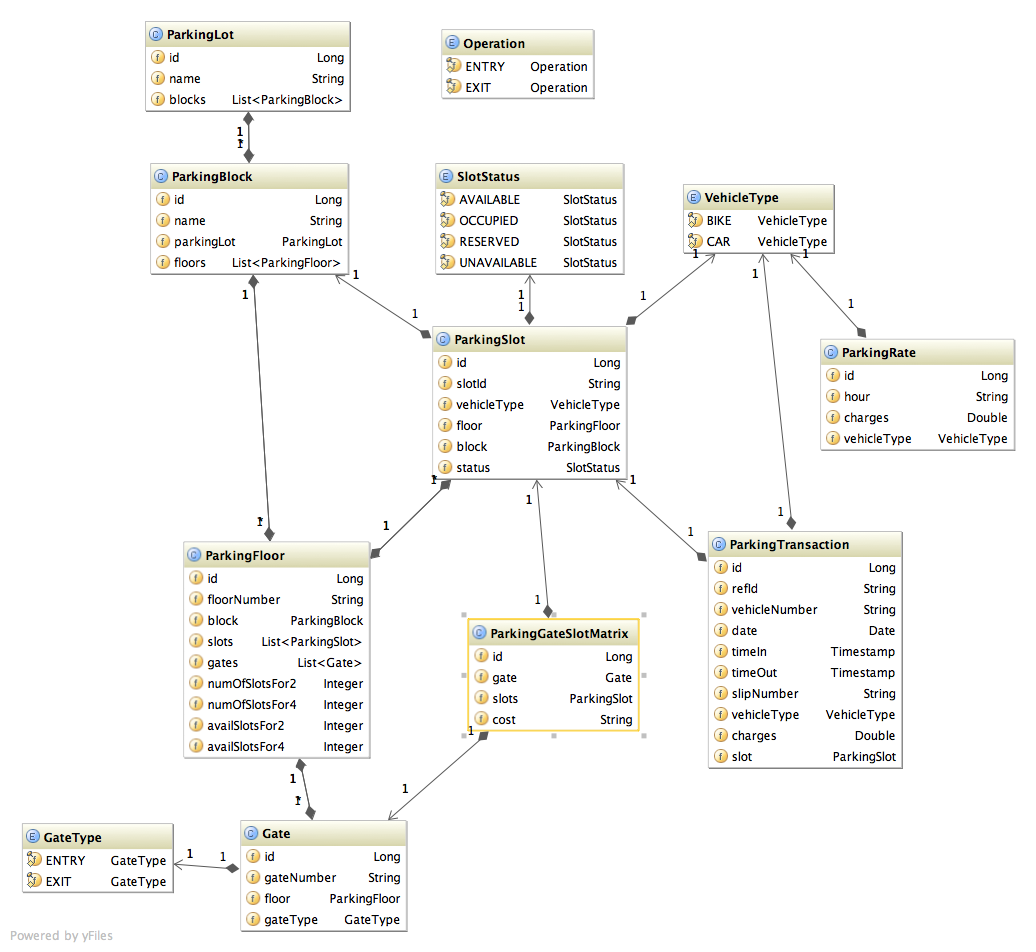 ParkingLot
id Long
name String
blocks List<ParkingBlock>
Operation
ENTRY Operation
EXIT Operation
1
1
*
ParkingBlock
id Long
name String
parkingLot ParkingLot
floors List<ParkingFloor>
SlotStatus
AVAILABLE SlotStatus
OCCUPIED SlotStatus
RESERVED SlotStatus
UNAVAILABLE SlotStatus
VehicleType
BIKE VehicleType
CAR VehicleType
1
1
1
1
1
1
1
1
1
1
1
ParkingSlot
id Long
slotId String
vehicleType VehicleType
floor ParkingFloor
block ParkingBlock
status SlotStatus
ParkingRate
id Long
hour String
charges Double
vehicleType VehicleType
1
*
1
1
1
1
1
1
*
1
1
ParkingFloor
id Long
floorNumber String
block ParkingBlock
slots List<ParkingSlot>
gates List<Gate>
numOfSlotsFor2 Integer
numOfSlotsFor4 Integer
availSlotsFor2 Integer
availSlotsFor4 Integer
ParkingGateSlotMatrix
id Long
gate Gate
slots ParkingSlot
cost String
ParkingTransaction
id Long
refId String
vehicleNumber String
date Date
timeIn Timestamp
timeOut Timestamp
slipNumber String
vehicleType VehicleType
charges Double
slot ParkingSlot
1
1
1
1
*
1
1
GateType
ENTRY GateType
EXIT GateType
Gate
id Long
gateNumber String
floor ParkingFloor
gateType GateType
Powered by yFiles